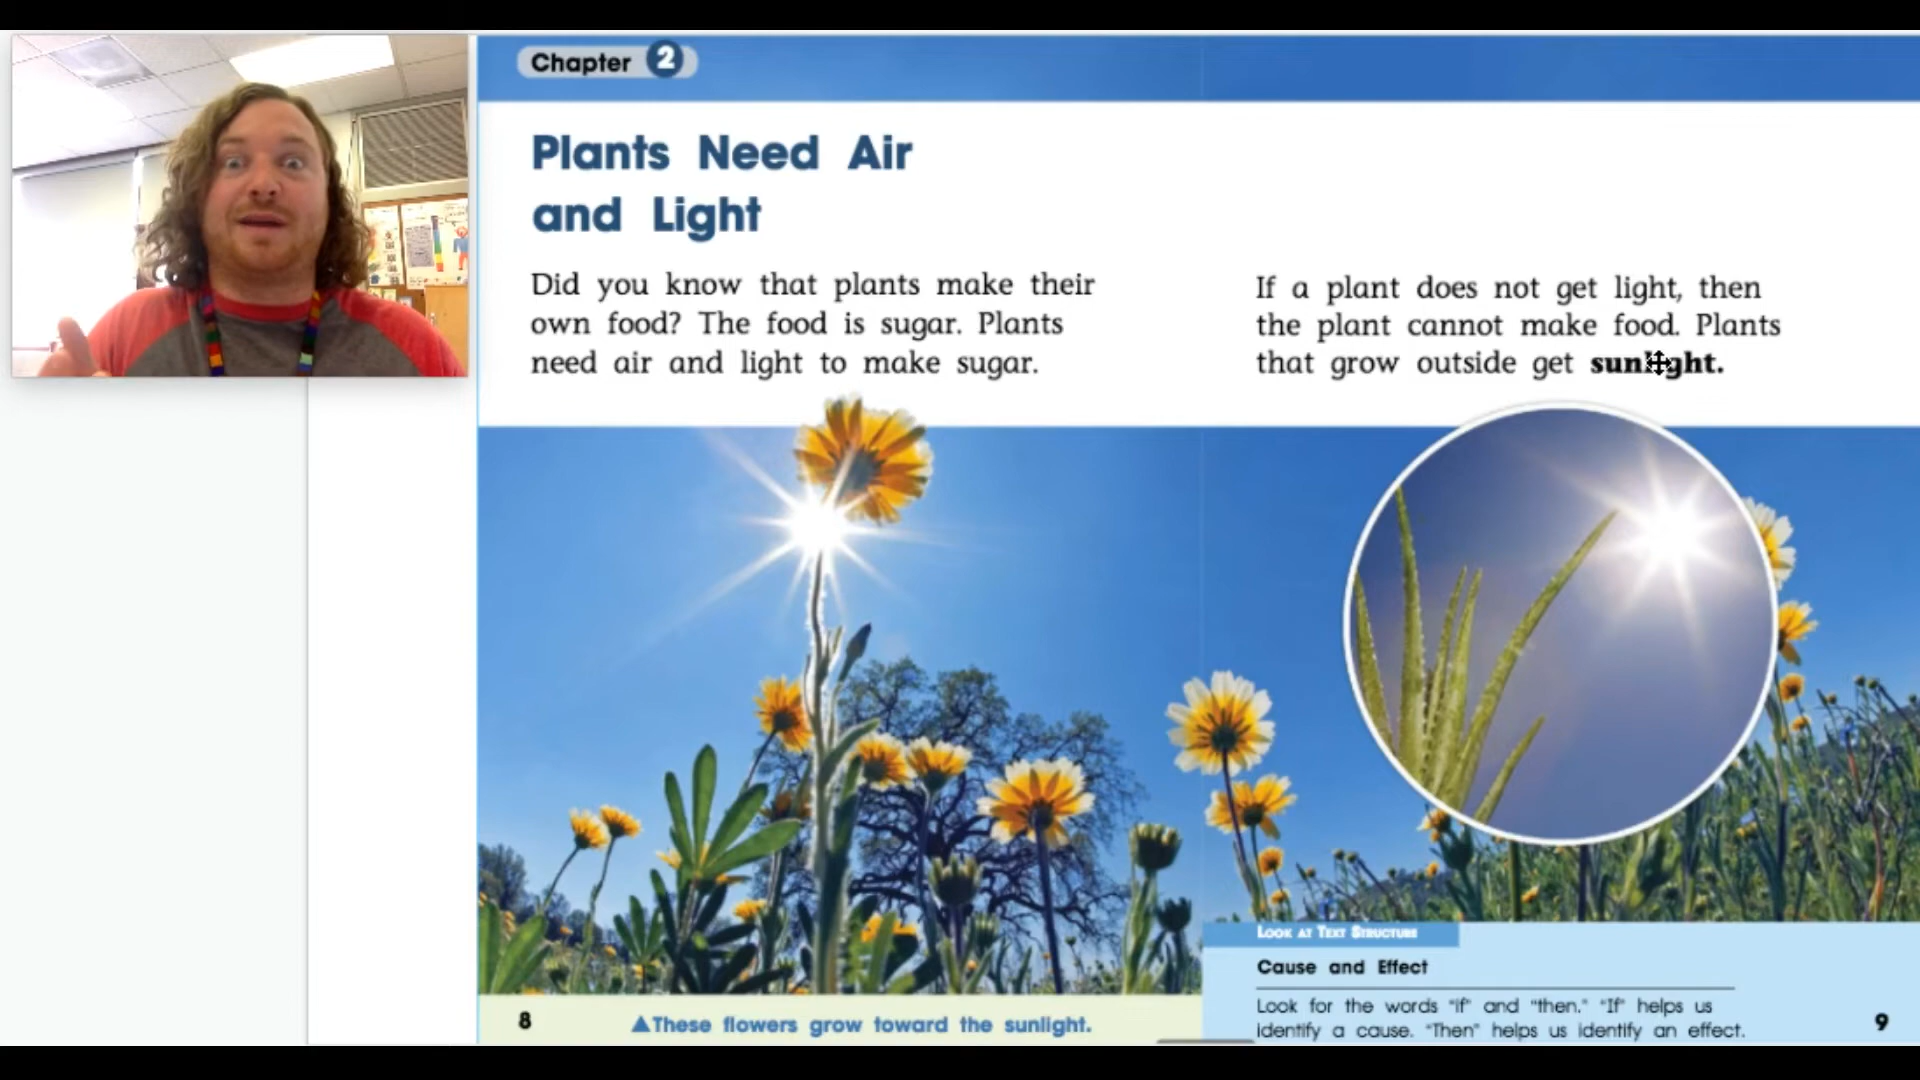 Chapter 2
Plants Need Air
and Light
Did you know that plants make their
own food? The food is sugar. Plants
need air and light to make sugar.
If a plant does not get light, then
the plant cannot make food. Plants
that grow outside get sunlight.
LOOK AT TEXT STRUCTURE
Cause and Effect
Look for the words "if" and "then." "If" helps us
identify a cause. "Then" helps us identify an effect.
8
▲These flowers grow toward the sunlight.
9